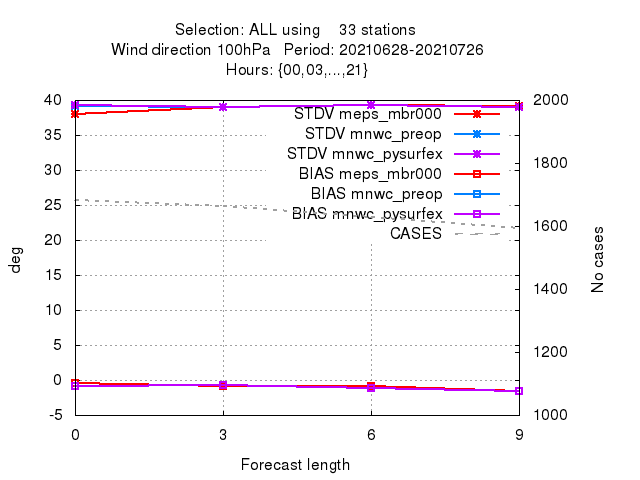 Selection: ALL using 33 stations
Wind direction 100hPa Period: 20210628-20210726
Hours: {00,03,...,21}
40 2000
STDV meps_mbr000
35
STDV mnwc_preop
STDV mnwc_pysurfex
30 1800
BIAS meps_mbr000
BIAS mnwc_preop
25
BIAS mnwc_pysurfex
1600
CASES
20
deg
No cases
15
1400
10
5
1200
0
-5 1000
0 3 6 9
Forecast length